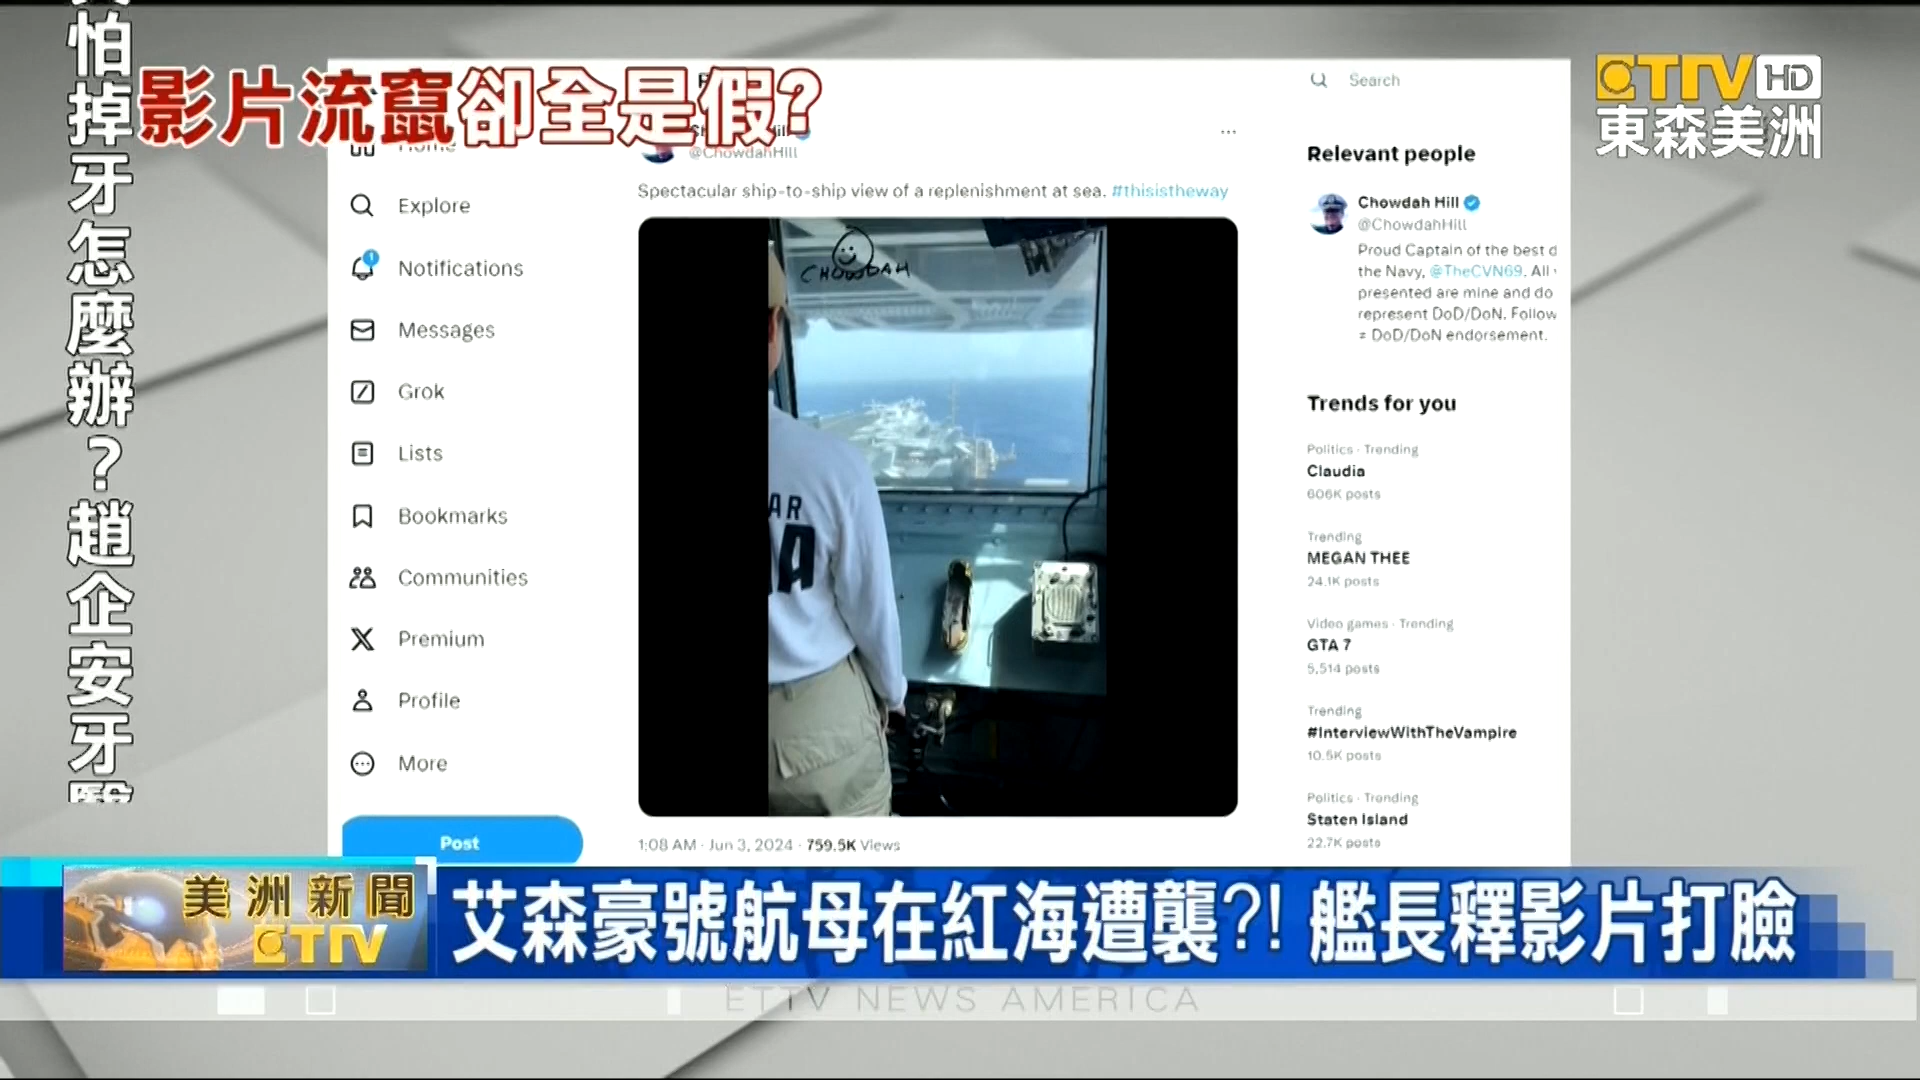 怕掉牙怎麼辦？趙企安牙醫
影片流竄卻全是假?
ETTV HD
東森美洲
Home
Explore
Notifications
1
Messages
Grok
Lists
Bookmarks
Communities
Premium
Profile
More
Post
@ChowdahHill
Spectacular ship-to-ship view of a replenishment at sea. #thisistheway
CHOWDAH
AR
A
1:08 AM · Jun 3, 2024 · 759.5K Views
Search
Relevant people
Chowdah Hill
@ChowdahHill
Proud Captain of the best d
the Navy, @TheCVN69. All
presented are mine and do
represent DoD/DoN. Follow
≠ DoD/DoN endorsement.
Trends for you
Politics · Trending
Claudia
606K posts
Trending
MEGAN THEE
24.1K posts
Video games · Trending
GTA 7
5,514 posts
Trending
#InterviewWithTheVampire
10.5K posts
Politics · Trending
Staten Island
22.7K posts
美洲新聞
ETTV
艾森豪號航母在紅海遭襲?! 艦長釋影片打臉
ETTV NEWS AMERICA